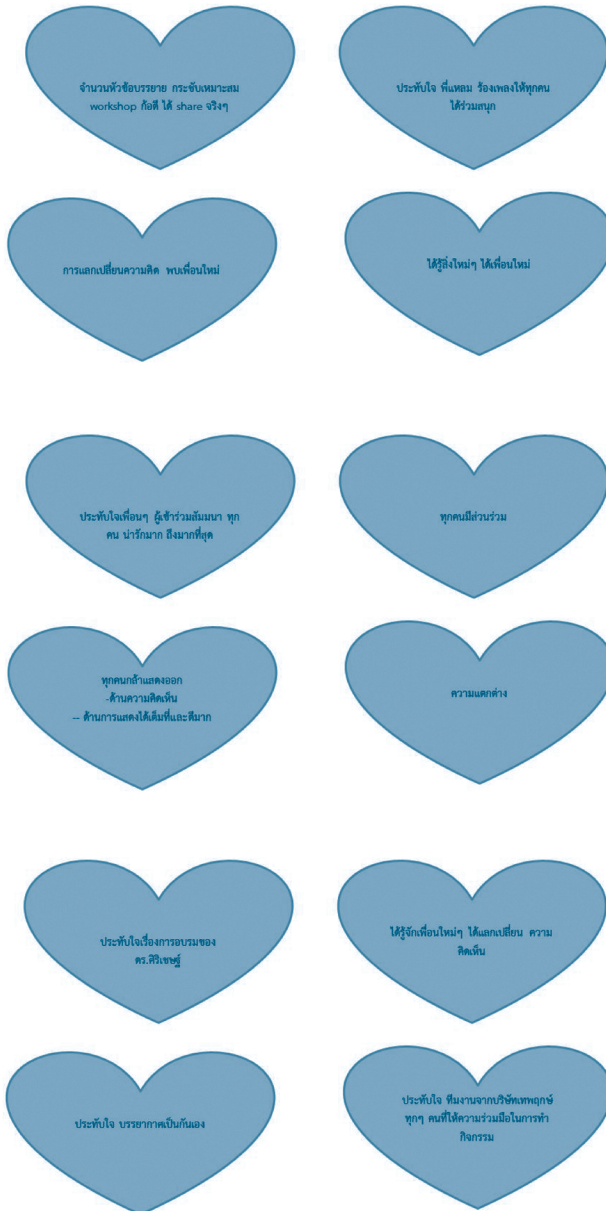 จำนวนหัวข้อบรรยาย กระชับเหมาะสม
workshop ก้อดี ได้ share จริงๆ
ประทับใจ พี่แหลม ร้องเพลงให้ทุกคน
ได้ร่วมสนุก
การแลกเปลี่ยนความคิด พบเพื่อนใหม่
ได้รู้สิ่งใหม่ๆ ได้เพื่อนใหม่
ประทับใจเพื่อนๆ ผู้เข้าร่วมสัมมนา ทุก
คน น่ารักมาก ถึงมากที่สุด
ทุกคนมีส่วนร่วม
ทุกคนกล้าแสดงออก
-ด้านความคิดเห็น
-- ด้านการแสดงได้เต็มที่และดีมาก
ความแตกต่าง
ประทับใจเรื่องการอบรมของ
ดร.ศิริเชษฐ์
ได้รู้จักเพื่อนใหม่ๆ ได้แลกเปลี่ยน ความ
คิดเห็น
ประทับใจ บรรยากาศเป็นกันเอง
ประทับใจ ทีมงานจากบริษัทเทพฤกษ์
ทุกๆ คนที่ให้ความร่วมมือในการทำ
กิจกรรม